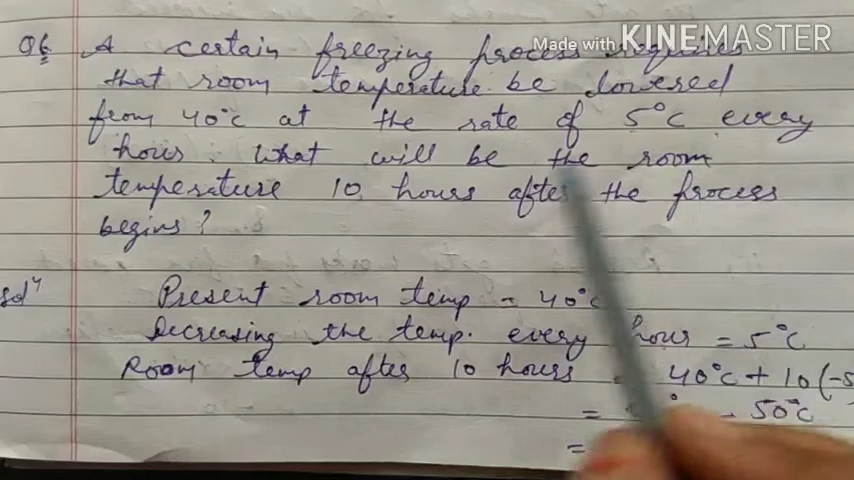 Made with KINEMASTER
Q6 A certain freezing process requires
that room temperature be lowered
from 40°C at the rate of 5°C every
hour. What will be the room
temperature 10 hours after the process
begins?
Sol^n Present room temp = 40°C
Decreasing the temp. every hour = 5°C
Room temp after 10 hours = 40°C + 10(-5
= - 50°C
=